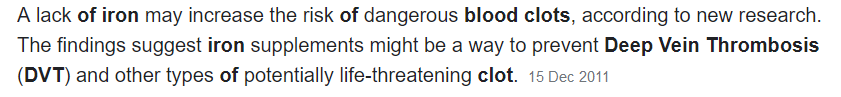 A lack of iron may increase the risk of dangerous blood clots, according to new research.
The findings suggest iron supplements might be a way to prevent Deep Vein Thrombosis
(DVT) and other types of potentially life-threatening clot. 15 Dec 2011